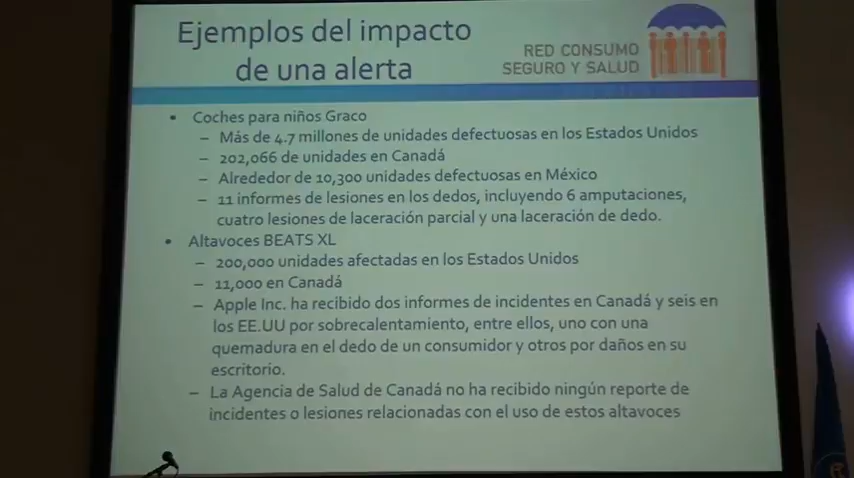 Ejemplos del impacto
de una alerta
RED CONSUMO
SEGURO Y SALUD
• Coches para niños Graco
– Más de 4.7 millones de unidades defectuosas en los Estados Unidos
– 202,066 de unidades en Canadá
– Alrededor de 10,300 unidades defectuosas en México
– 11 informes de lesiones en los dedos, incluyendo 6 amputaciones,
cuatro lesiones de laceración parcial y una laceración de dedo.
• Altavoces BEATS XL
– 200,000 unidades afectadas en los Estados Unidos
– 11,000 en Canadá
– Apple Inc. ha recibido dos informes de incidentes en Canadá y seis en
los EE.UU por sobrecalentamiento, entre ellos, uno con una
quemadura en el dedo de un consumidor y otros por daños en su
escritorio.
– La Agencia de Salud de Canadá no ha recibido ningún reporte de
incidentes o lesiones relacionadas con el uso de estos altavoces